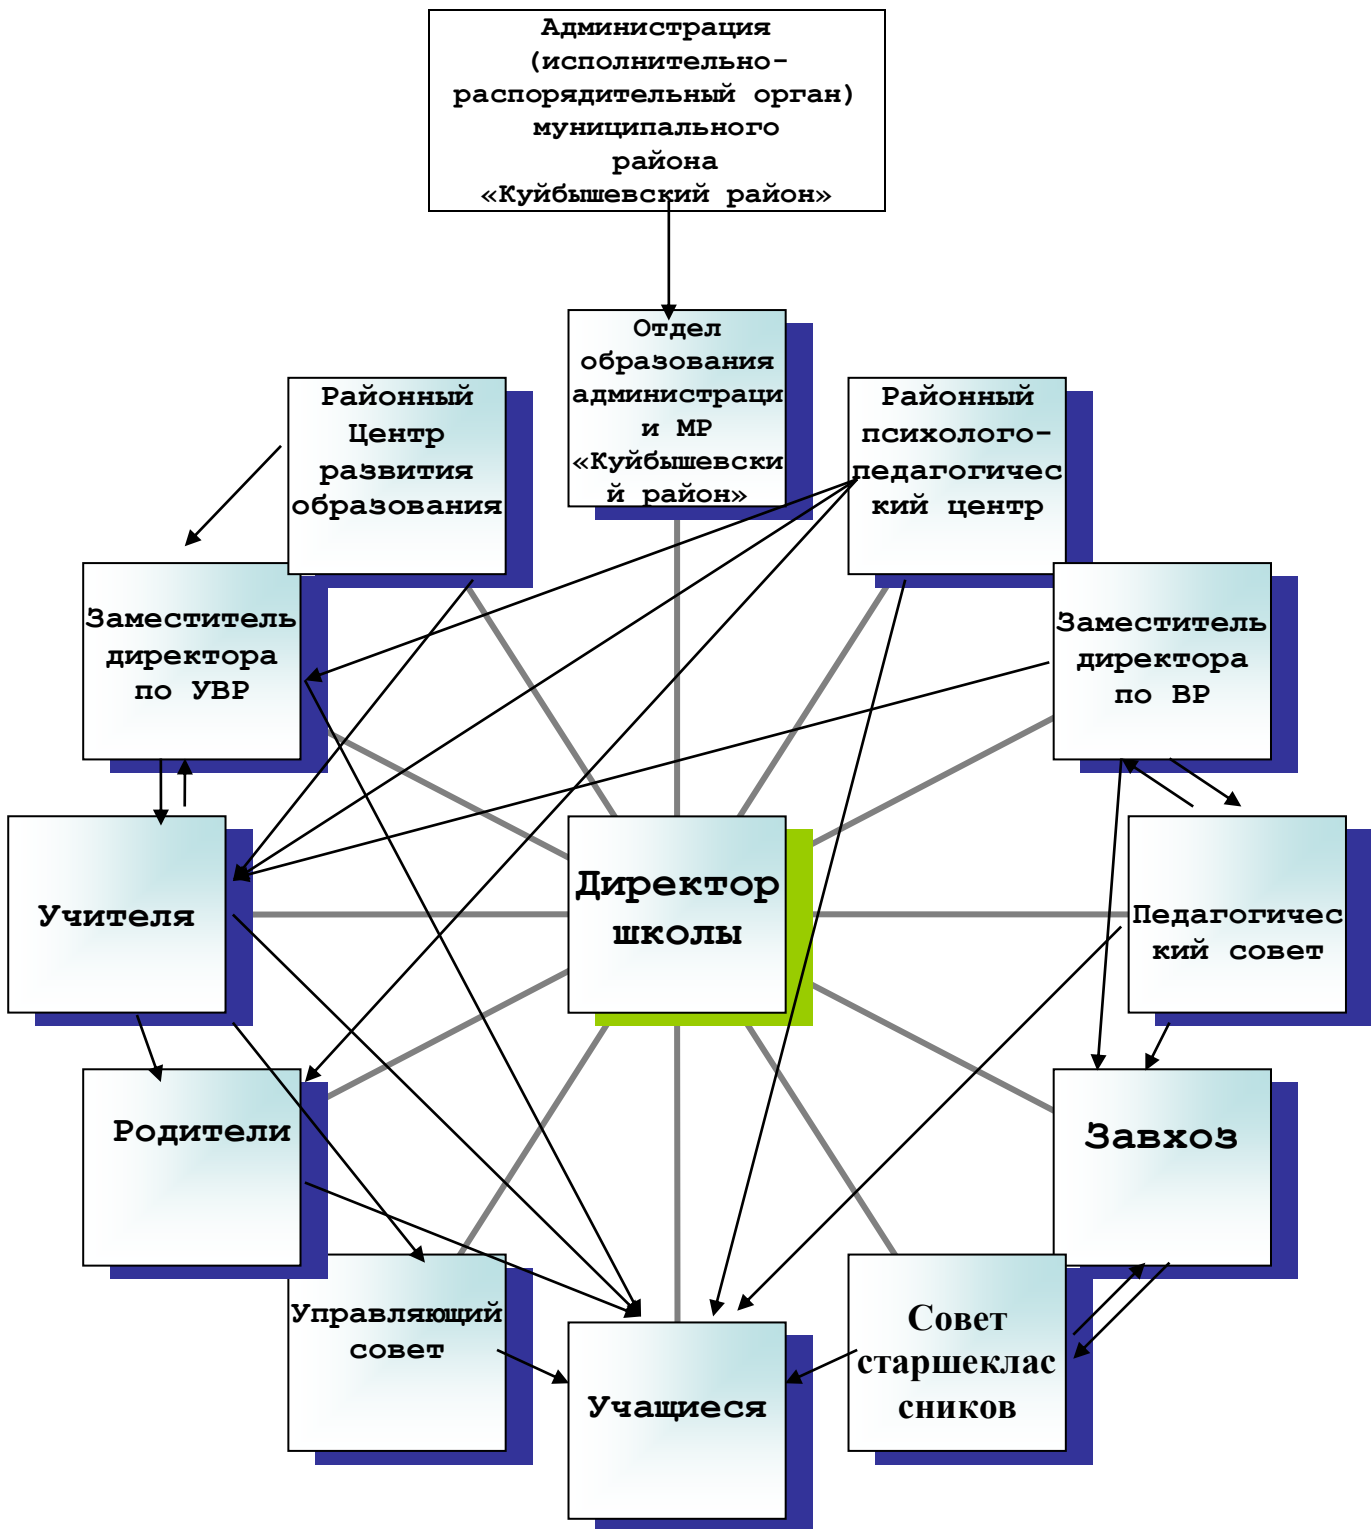 Администрация
(исполнительно-
распорядительный орган)
муниципального
района
«Куйбышевский район»
Отдел
образования
администраци
и МР
«Куйбышевски
й район»
Районный
Центр
развития
образования
Районный
психолого-
педагогичес
кий центр
Заместитель
директора
по УВР
Заместитель
директора
по ВР
Учителя
Директор
школы
Педагогичес
кий совет
Родители
Завхоз
Управляющий
совет
Учащиеся
Совет
старшеклас
сников